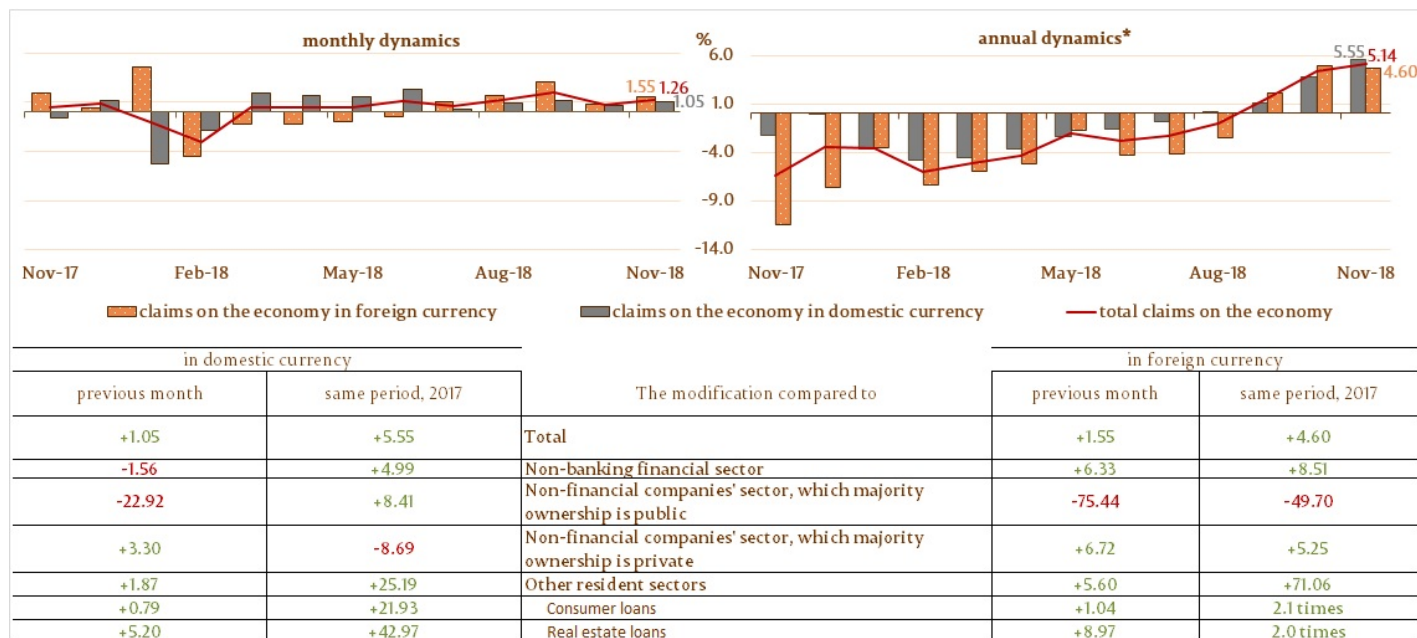 monthly dynamics
%
annual dynamics*
6.0
1.0
-4.0
-9.0
-14.0
1.55
1.26
1.05
5.55
5.14
4.60
Nov-17
Feb-18
May-18
Aug-18
Nov-18
Nov-17
Feb-18
May-18
Aug-18
Nov-18
claims on the economy in foreign currency
claims on the economy in domestic currency
total claims on the economy
in domestic currency
in foreign currency
previous month
same period, 2017
The modification compared to
previous month
same period, 2017
+1.05
+5.55
Total
+1.55
+4.60
-1.56
+4.99
Non-banking financial sector
+6.33
+8.51
-22.92
+8.41
Non-financial companies' sector, which majority
ownership is public
-75.44
-49.70
+3.30
-8.69
Non-financial companies' sector, which majority
ownership is private
+6.72
+5.25
+1.87
+25.19
Other resident sectors
+5.60
+71.06
+0.79
+21.93
Consumer loans
+1.04
2.1 times
+5.20
+42.97
Real estate loans
+8.97
2.0 times